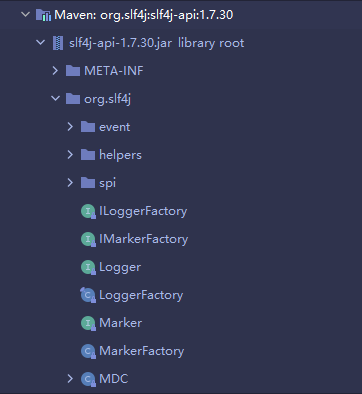 Maven: org.slf4j:slf4j-api:1.7.30
slf4j-api-1.7.30.jar library root
META-INF
org.slf4j
event
helpers
spi
I ILoggerFactory
I IMarkerFactory
I Logger
C LoggerFactory
I Marker
C MarkerFactory
C MDC